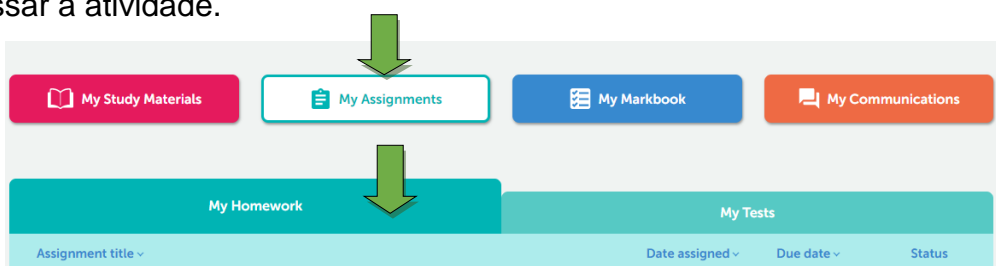 ssar a atividade.
My Study Materials My Assignments My Markbook My Communications
My Homework My Tests
Assignment title Date assigned Due date Status